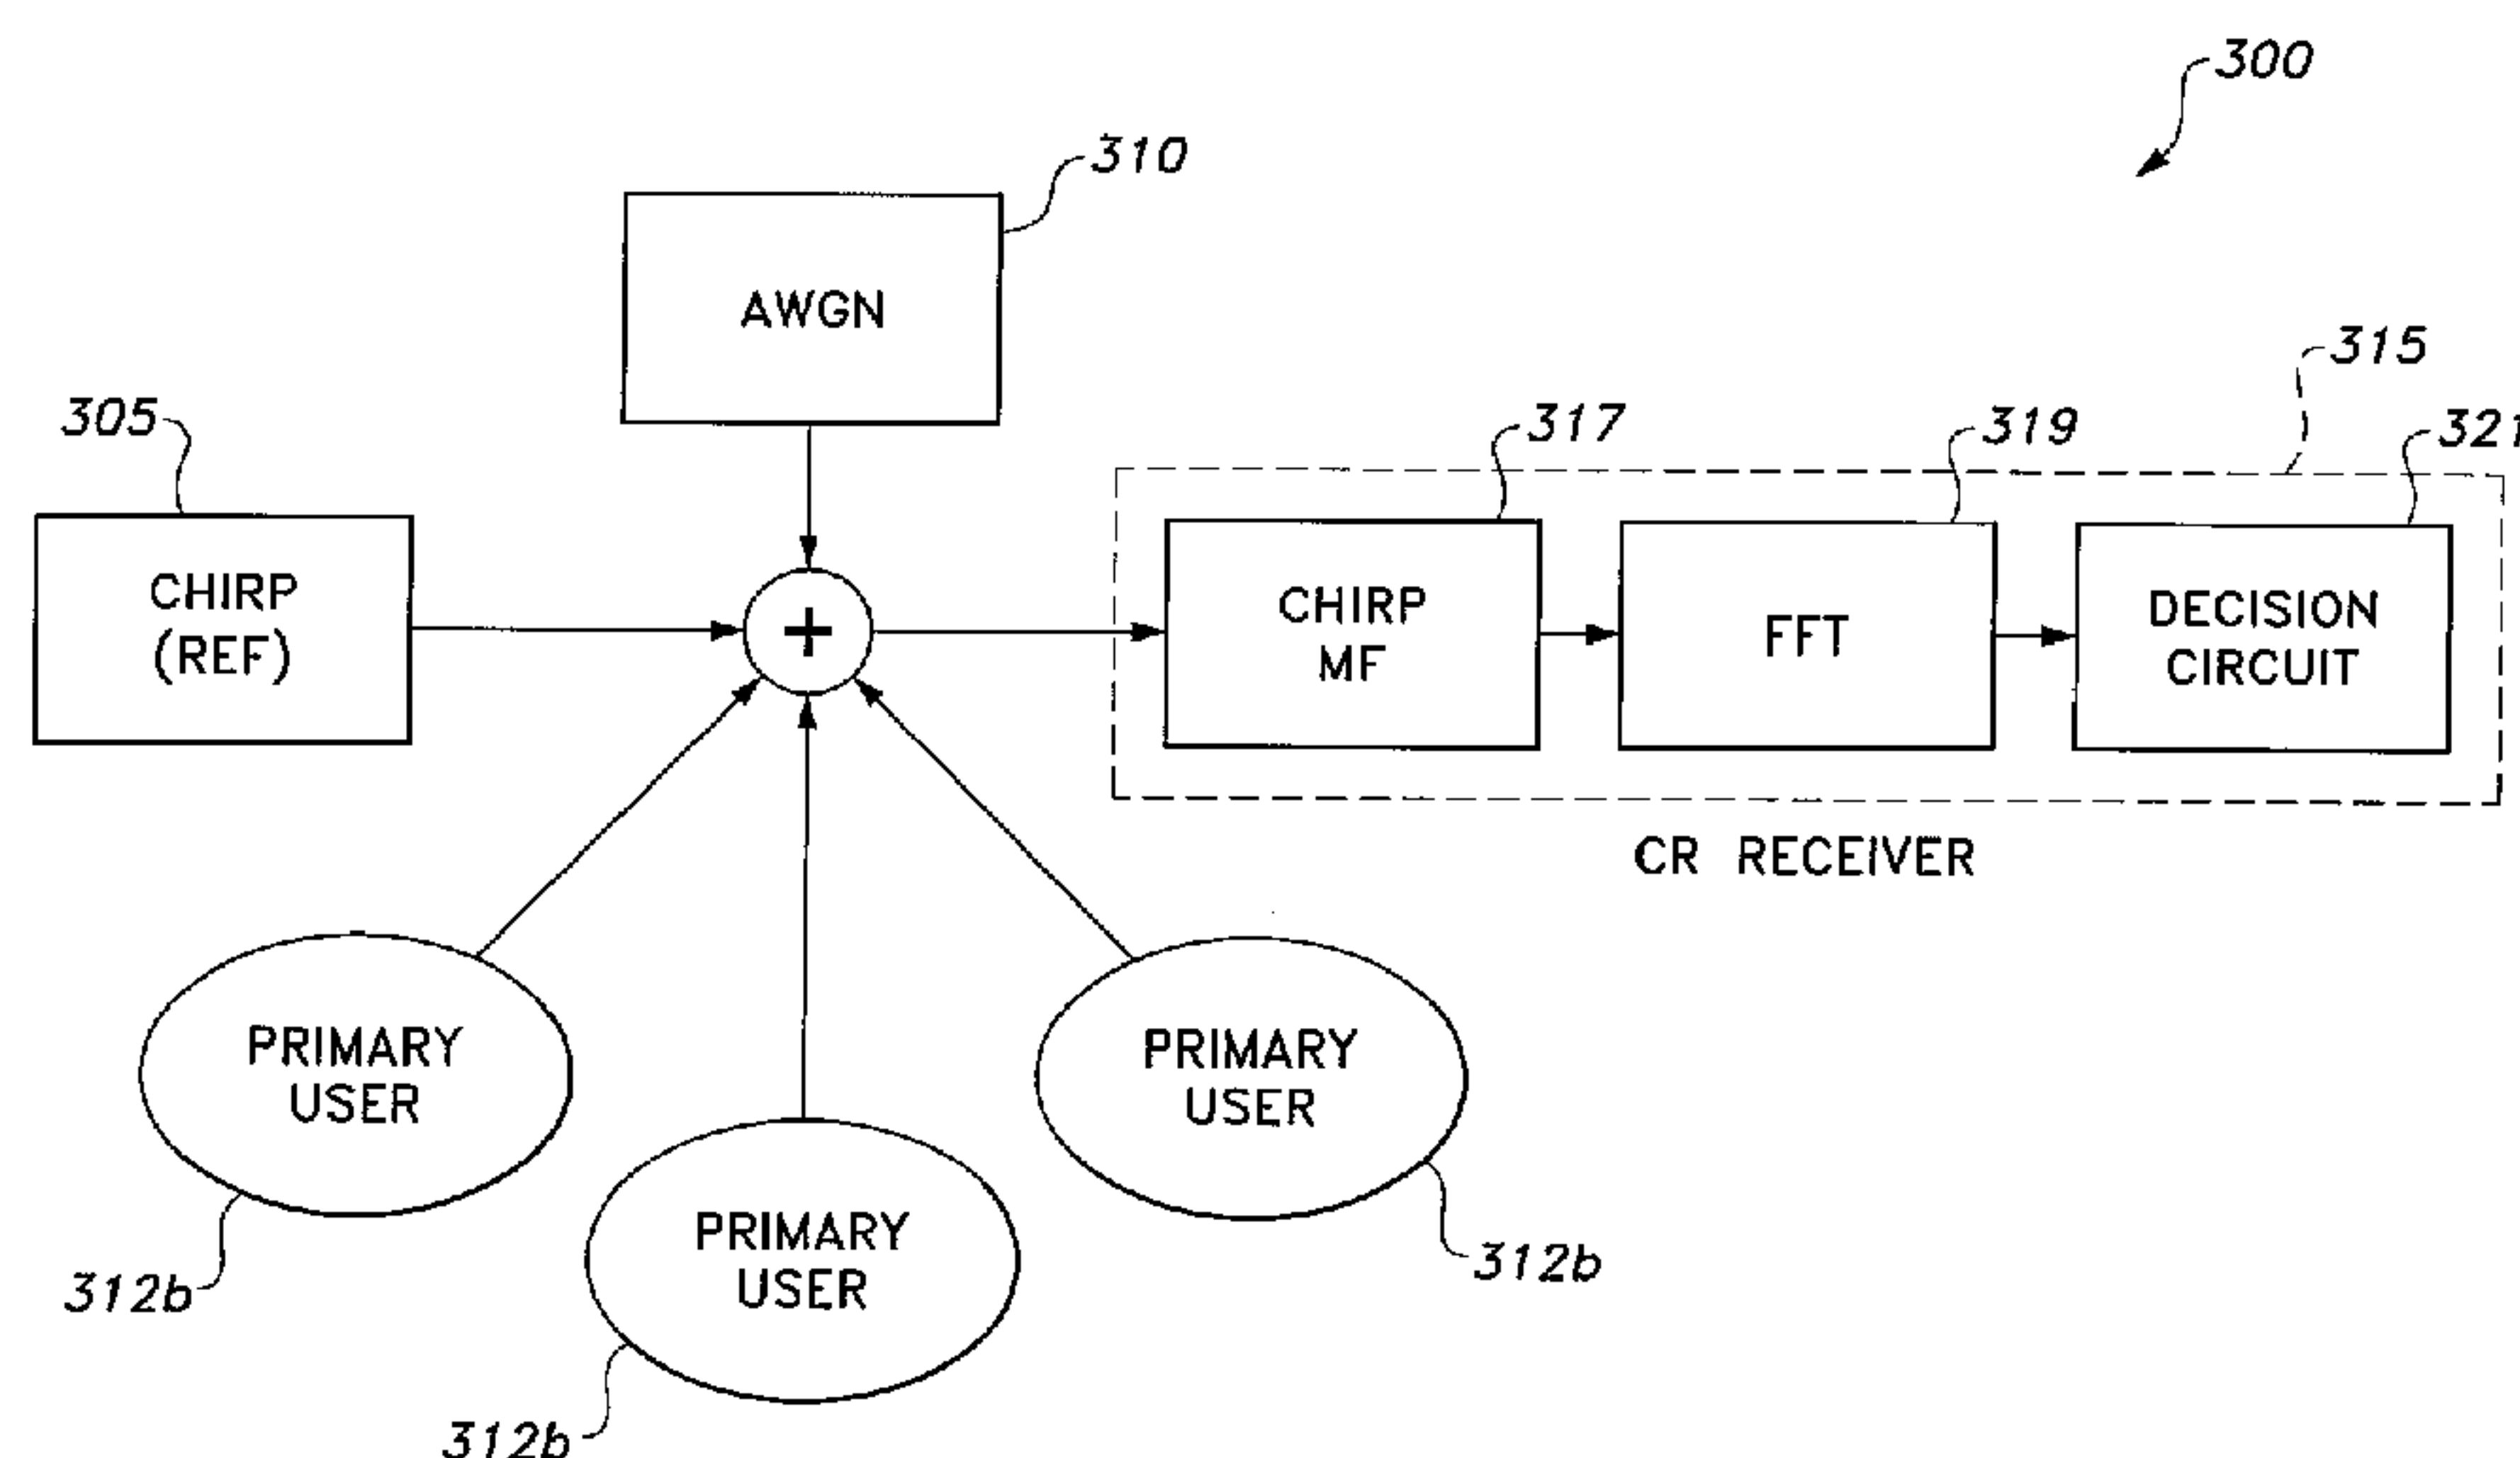 300
310
AWGN
315
305
317
319
321
CHIRP
(REF)
+
CHIRP
MF
FFT
DECISION
CIRCUIT
CR RECEIVER
PRIMARY
USER
PRIMARY
USER
PRIMARY
USER
312b
312b
312b